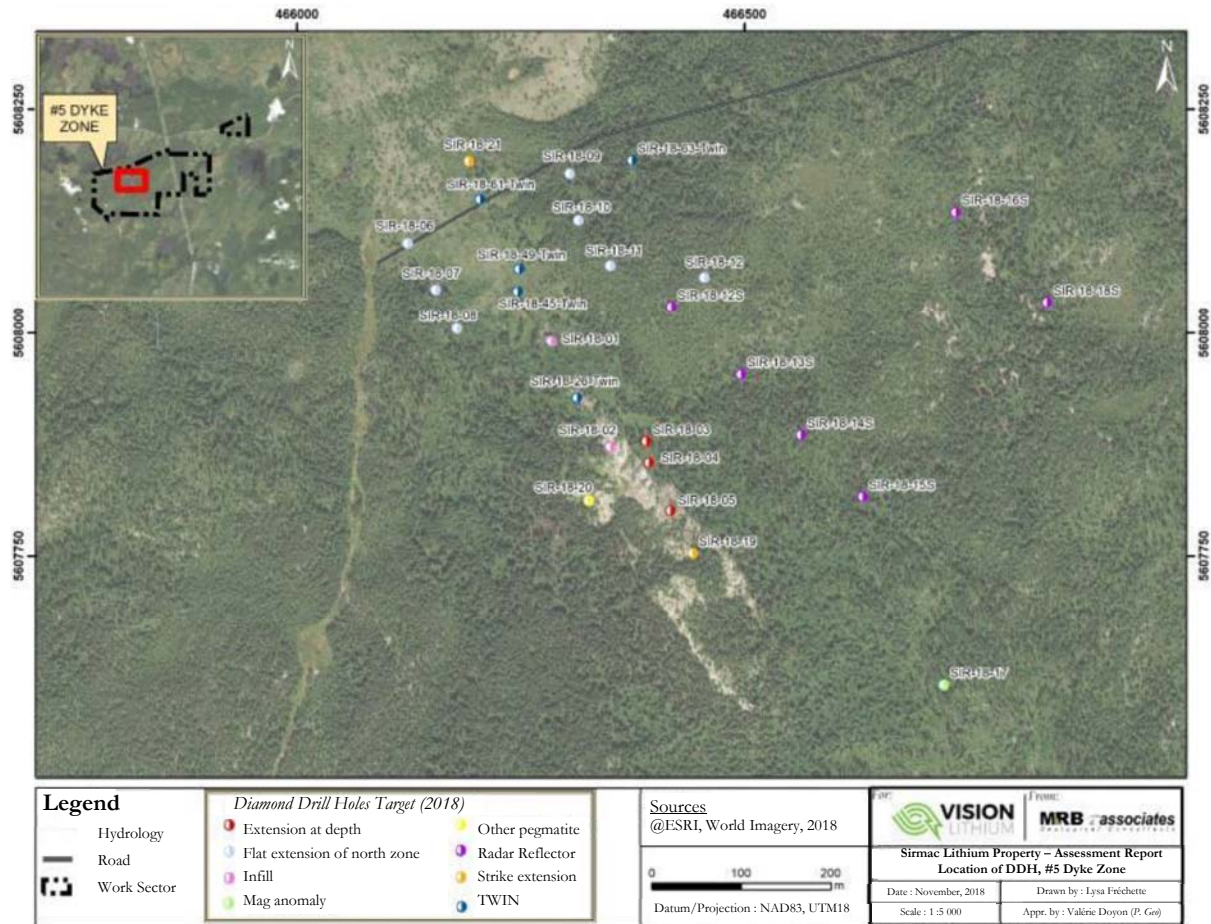 466000
466500
N
N
#5 DYKE
ZONE
5608250
5608250
SIR-18-21
SIR-18-09
SIR-18-63-Twin
SIR-18-61-Twin
SIR-18-16S
SIR-18-10
SIR-18-06
SIR-18-49-Twin
SIR-18-11
SIR-18-12
SIR-18-07
SIR-18-45-Twin
SIR-18-12S
SIR-18-18S
SIR-18-08
5608000
5608000
SIR-18-01
SIR-18-13S
SIR-18-26-Twin
SIR-18-02
SIR-18-03
SIR-18-14S
SIR-18-04
SIR-18-20
SIR-18-15S
SIR-18-05
SIR-18-19
5607750
5607750
SIR-18-17
Legend
Hydrology
Road
Work Sector
Diamond Drill Holes Target (2018)
Extension at depth
Flat extension of north zone
Infill
Mag anomaly
Other pegmatite
Radar Reflector
Strike extension
TWIN
Sources
@ESRI, World Imagery, 2018
0 100 200
m
Datum/Projection : NAD83, UTM18
For:
VISION
LITHIUM
From:
MRB associates
Geological Consultants
Sirmac Lithium Property – Assessment Report
Location of DDH, #5 Dyke Zone
Date : November, 2018
Drawn by : Lysa Fréchette
Scale : 1 :5 000
Appr. by : Valérie Doyon (P. Geo)